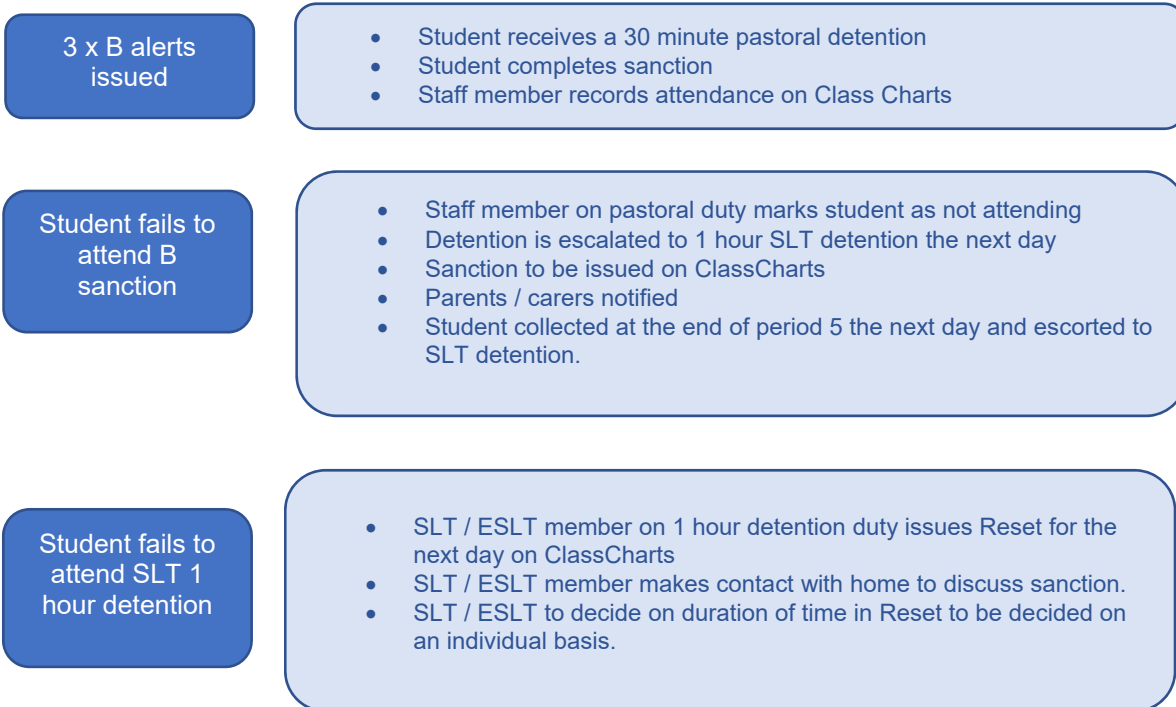 3 x B alerts
issued
• Student receives a 30 minute pastoral detention
• Student completes sanction
• Staff member records attendance on Class Charts
Student fails to
attend B
sanction
• Staff member on pastoral duty marks student as not attending
• Detention is escalated to 1 hour SLT detention the next day
• Sanction to be issued on ClassCharts
• Parents / carers notified
• Student collected at the end of period 5 the next day and escorted to
SLT detention.
Student fails to
attend SLT 1
hour detention
• SLT / ESLT member on 1 hour detention duty issues Reset for the
next day on ClassCharts
• SLT / ESLT member makes contact with home to discuss sanction.
• SLT / ESLT to decide on duration of time in Reset to be decided on
an individual basis.